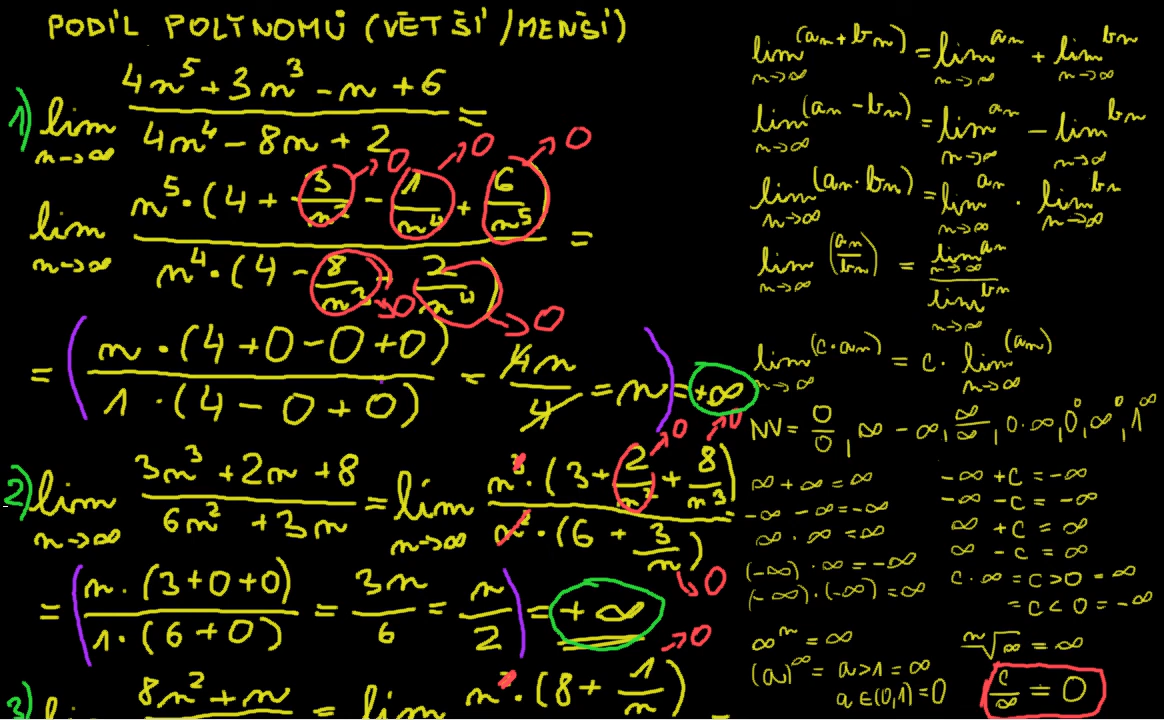 PODÍL POLYNOMŮ (VĚTŠÍ/MENŠÍ)
1) lim n→∞ (4n⁵ + 3n³ - n + 6)/(4n⁴ - 8n + 2) =
lim n→∞ n⁵·(4 + 3/n² →0 - 1/n⁴ →0 + 6/n⁵ →0)/n⁴·(4 - 8/n³ →0 + 2/n⁴ →0) =
= (n·(4+0-0+0)/1·(4-0+0) = 4n/4 = n) = +∞
2) lim n→∞ (3n³ + 2n + 8)/(6n² + 3n) = lim n→∞ n³·(3 + 2/n² →0 + 8/n³ →0)/n²·(6 + 3/n →0) =
= (n·(3+0+0)/1·(6+0) = 3n/6 = n/2) = +∞
3) lim 8n² + n = lim n²·(8 + 1/n →0) =
lim n→∞ (aₙ + bₙ) = lim n→∞ aₙ + lim n→∞ bₙ
lim n→∞ (aₙ - bₙ) = lim n→∞ aₙ - lim n→∞ bₙ
lim n→∞ (aₙ · bₙ) = lim n→∞ aₙ · lim n→∞ bₙ
lim n→∞ (aₙ/bₙ) = lim n→∞ aₙ / lim n→∞ bₙ
lim n→∞ (c·aₙ) = c · lim n→∞ (aₙ)
NV = 0/0, ∞ - ∞, ∞/∞, 0·∞, 0⁰, ∞⁰, 1^∞
∞ + ∞ = ∞
-∞ - ∞ = -∞
∞ · ∞ = ∞
(-∞) · ∞ = -∞
(-∞) · (-∞) = ∞
∞ⁿ = ∞
(a)^∞ = a > 1 = ∞
a ∈ (0,1) = 0
-∞ + c = -∞
-∞ - c = -∞
∞ + c = ∞
∞ - c = ∞
c · ∞ = c > 0 = ∞
= c < 0 = -∞
ⁿ√∞ = ∞
c/∞ = 0